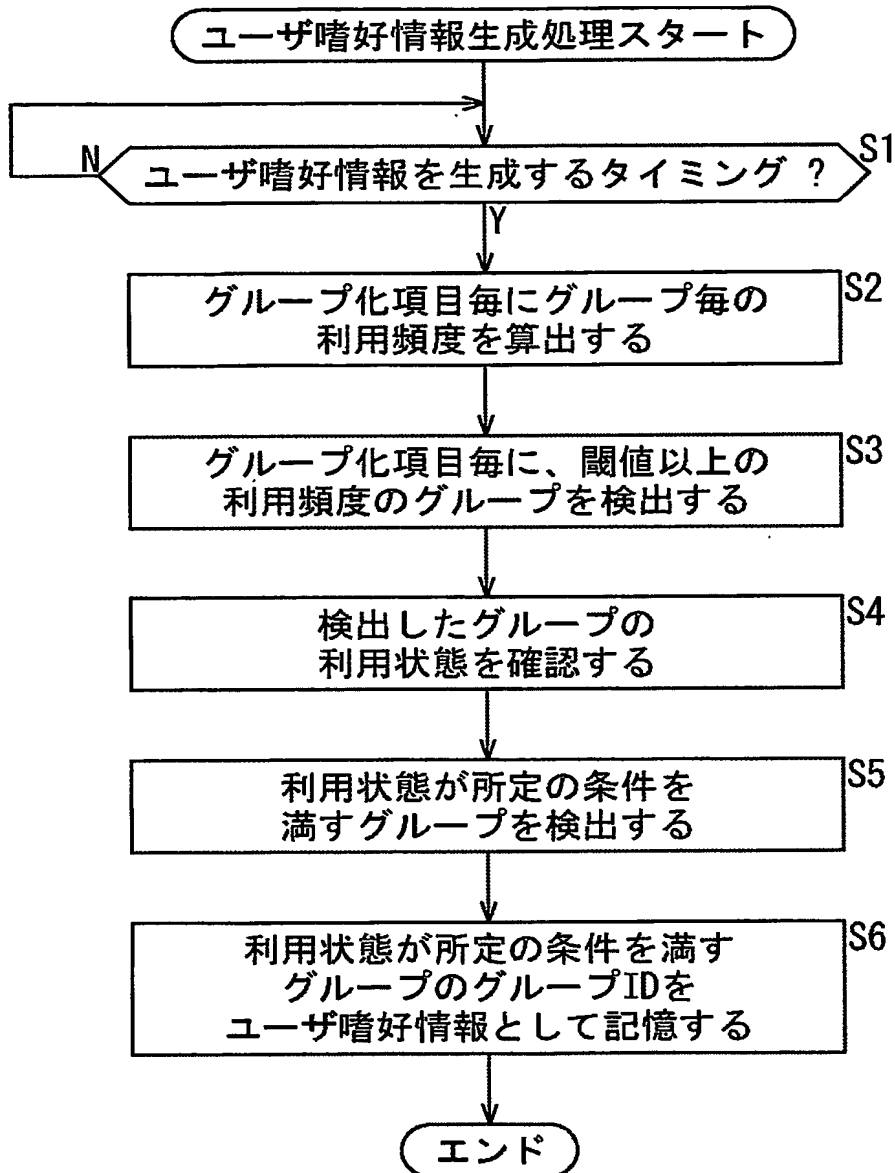 ユーザ嗜好情報生成処理スタート
N
ユーザ嗜好情報を生成するタイミング ?
S1
Y
S2
グループ化項目毎にグループ毎の
利用頻度を算出する
S3
グループ化項目毎に、閾値以上の
利用頻度のグループを検出する
S4
検出したグループの
利用状態を確認する
S5
利用状態が所定の条件を
満すグループを検出する
S6
利用状態が所定の条件を満す
グループのグループIDを
ユーザ嗜好情報として記憶する
エンド